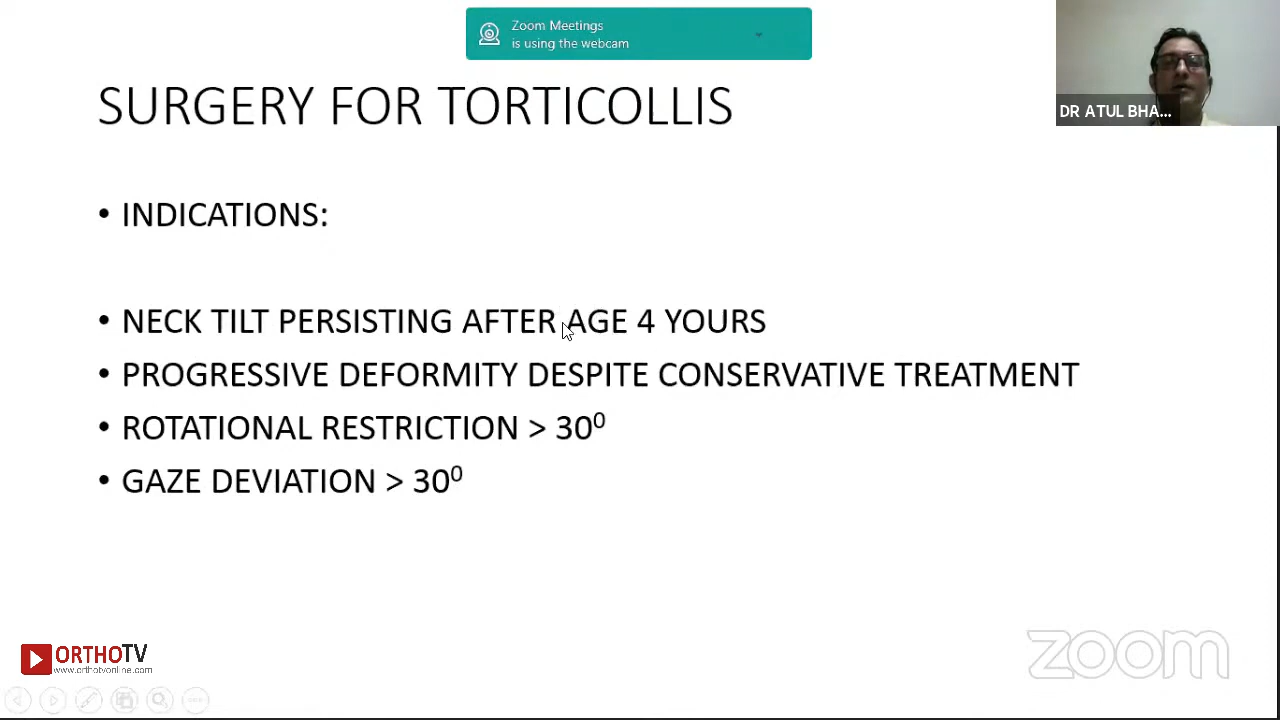 Zoom Meetings
is using the webcam
DR ATUL BHA...
SURGERY FOR TORTICOLLIS
• INDICATIONS:
• NECK TILT PERSISTING AFTER AGE 4 YOURS
• PROGRESSIVE DEFORMITY DESPITE CONSERVATIVE TREATMENT
• ROTATIONAL RESTRICTION > 30⁰
• GAZE DEVIATION > 30⁰
ORTHOTV
www.orthotvonline.com
zoom